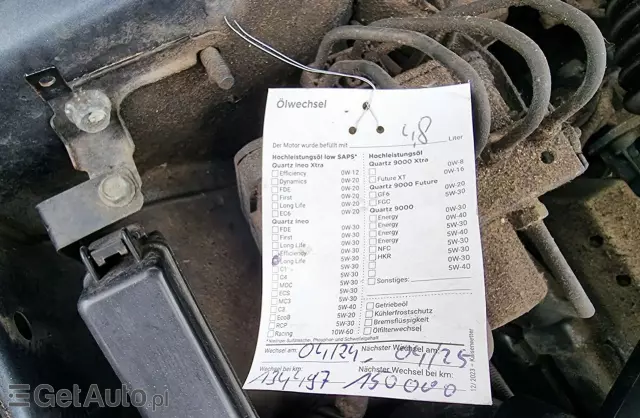 Ölwechsel
Der Motor wurde befüllt mit 4,8 Liter
Hochleistungsöl low SAPS*
Quartz Ineo Xtra
Efficiency 0W-12
Dynamics 0W-20
FDE 0W-20
First 0W-20
Long Life 0W-20
EC6 0W-20
Quartz Ineo
FDE 0W-30
First 0W-30
Long Life 0W-30
Efficiency 0W-30
Long Life 5W-30
C1 5W-30
C4 5W-30
MDC 5W-30
ECS 5W-30
MC3 5W-30
C3 5W-40
EcoB 5W-20
RCP 5W-30
Racing 10W-60
Hochleistungsöl
Quartz 9000 Xtra
0W-8
Future XT 0W-16
Quartz 9000 Future
GF6 0W-20
FGC 5W-30
Quartz 9000
Energy 0W-30
Energy 0W-40
Energy 5W-40
NFC 5W-30
HKR 5W-30
0W-30
5W-40
Sonstiges:
Getriebeöl
Kühlerfrostschutz
Bremsflüssigkeit
Ölfilterwechsel
Wechsel am: 04/24 Nächster Wechsel am: 04/25
Wechsel bei km: 134497 Nächster Wechsel bei km: 150000
12/2023
GetAuto.pl